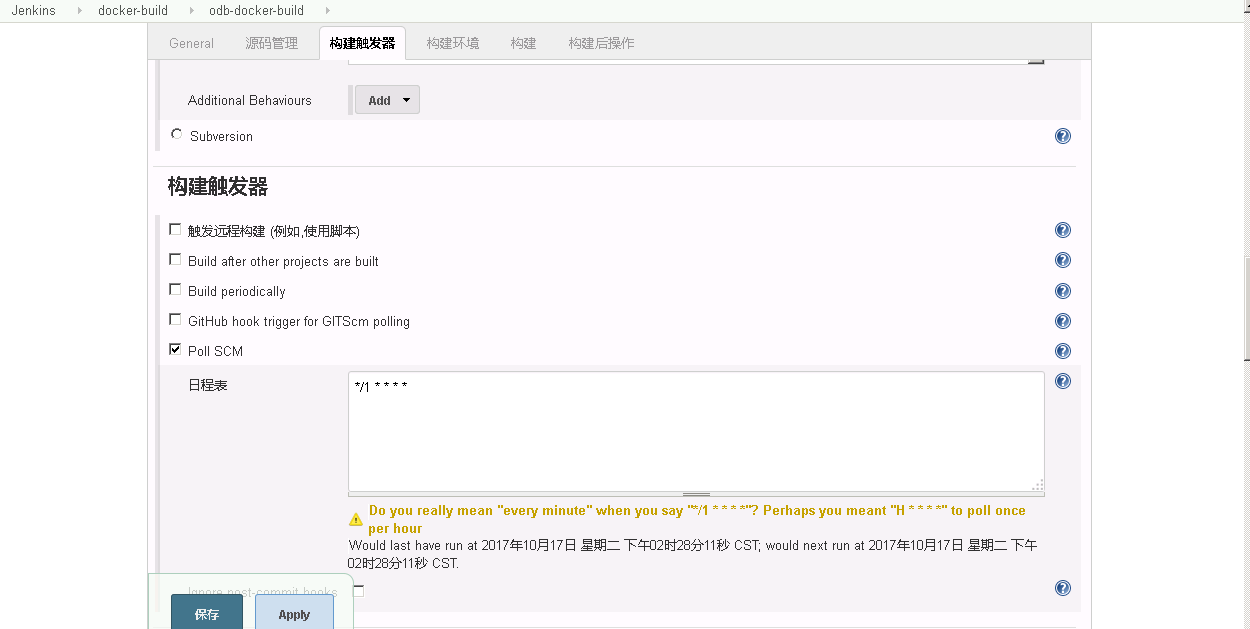 Jenkins docker-build odb-docker-build
General 源码管理 构建触发器 构建环境 构建 构建后操作
Additional Behaviours Add
Subversion
构建触发器
触发远程构建 (例如,使用脚本)
Build after other projects are built
Build periodically
GitHub hook trigger for GITScm polling
Poll SCM
日程表 */1 * * * *
Do you really mean "every minute" when you say "*/1 * * * *"? Perhaps you meant "H * * * *" to poll once
per hour
Would last have run at 2017年10月17日 星期二 下午02时28分11秒 CST; would next run at 2017年10月17日 星期二 下午
02时28分11秒 CST.
Ignore post-commit hooks
保存 Apply